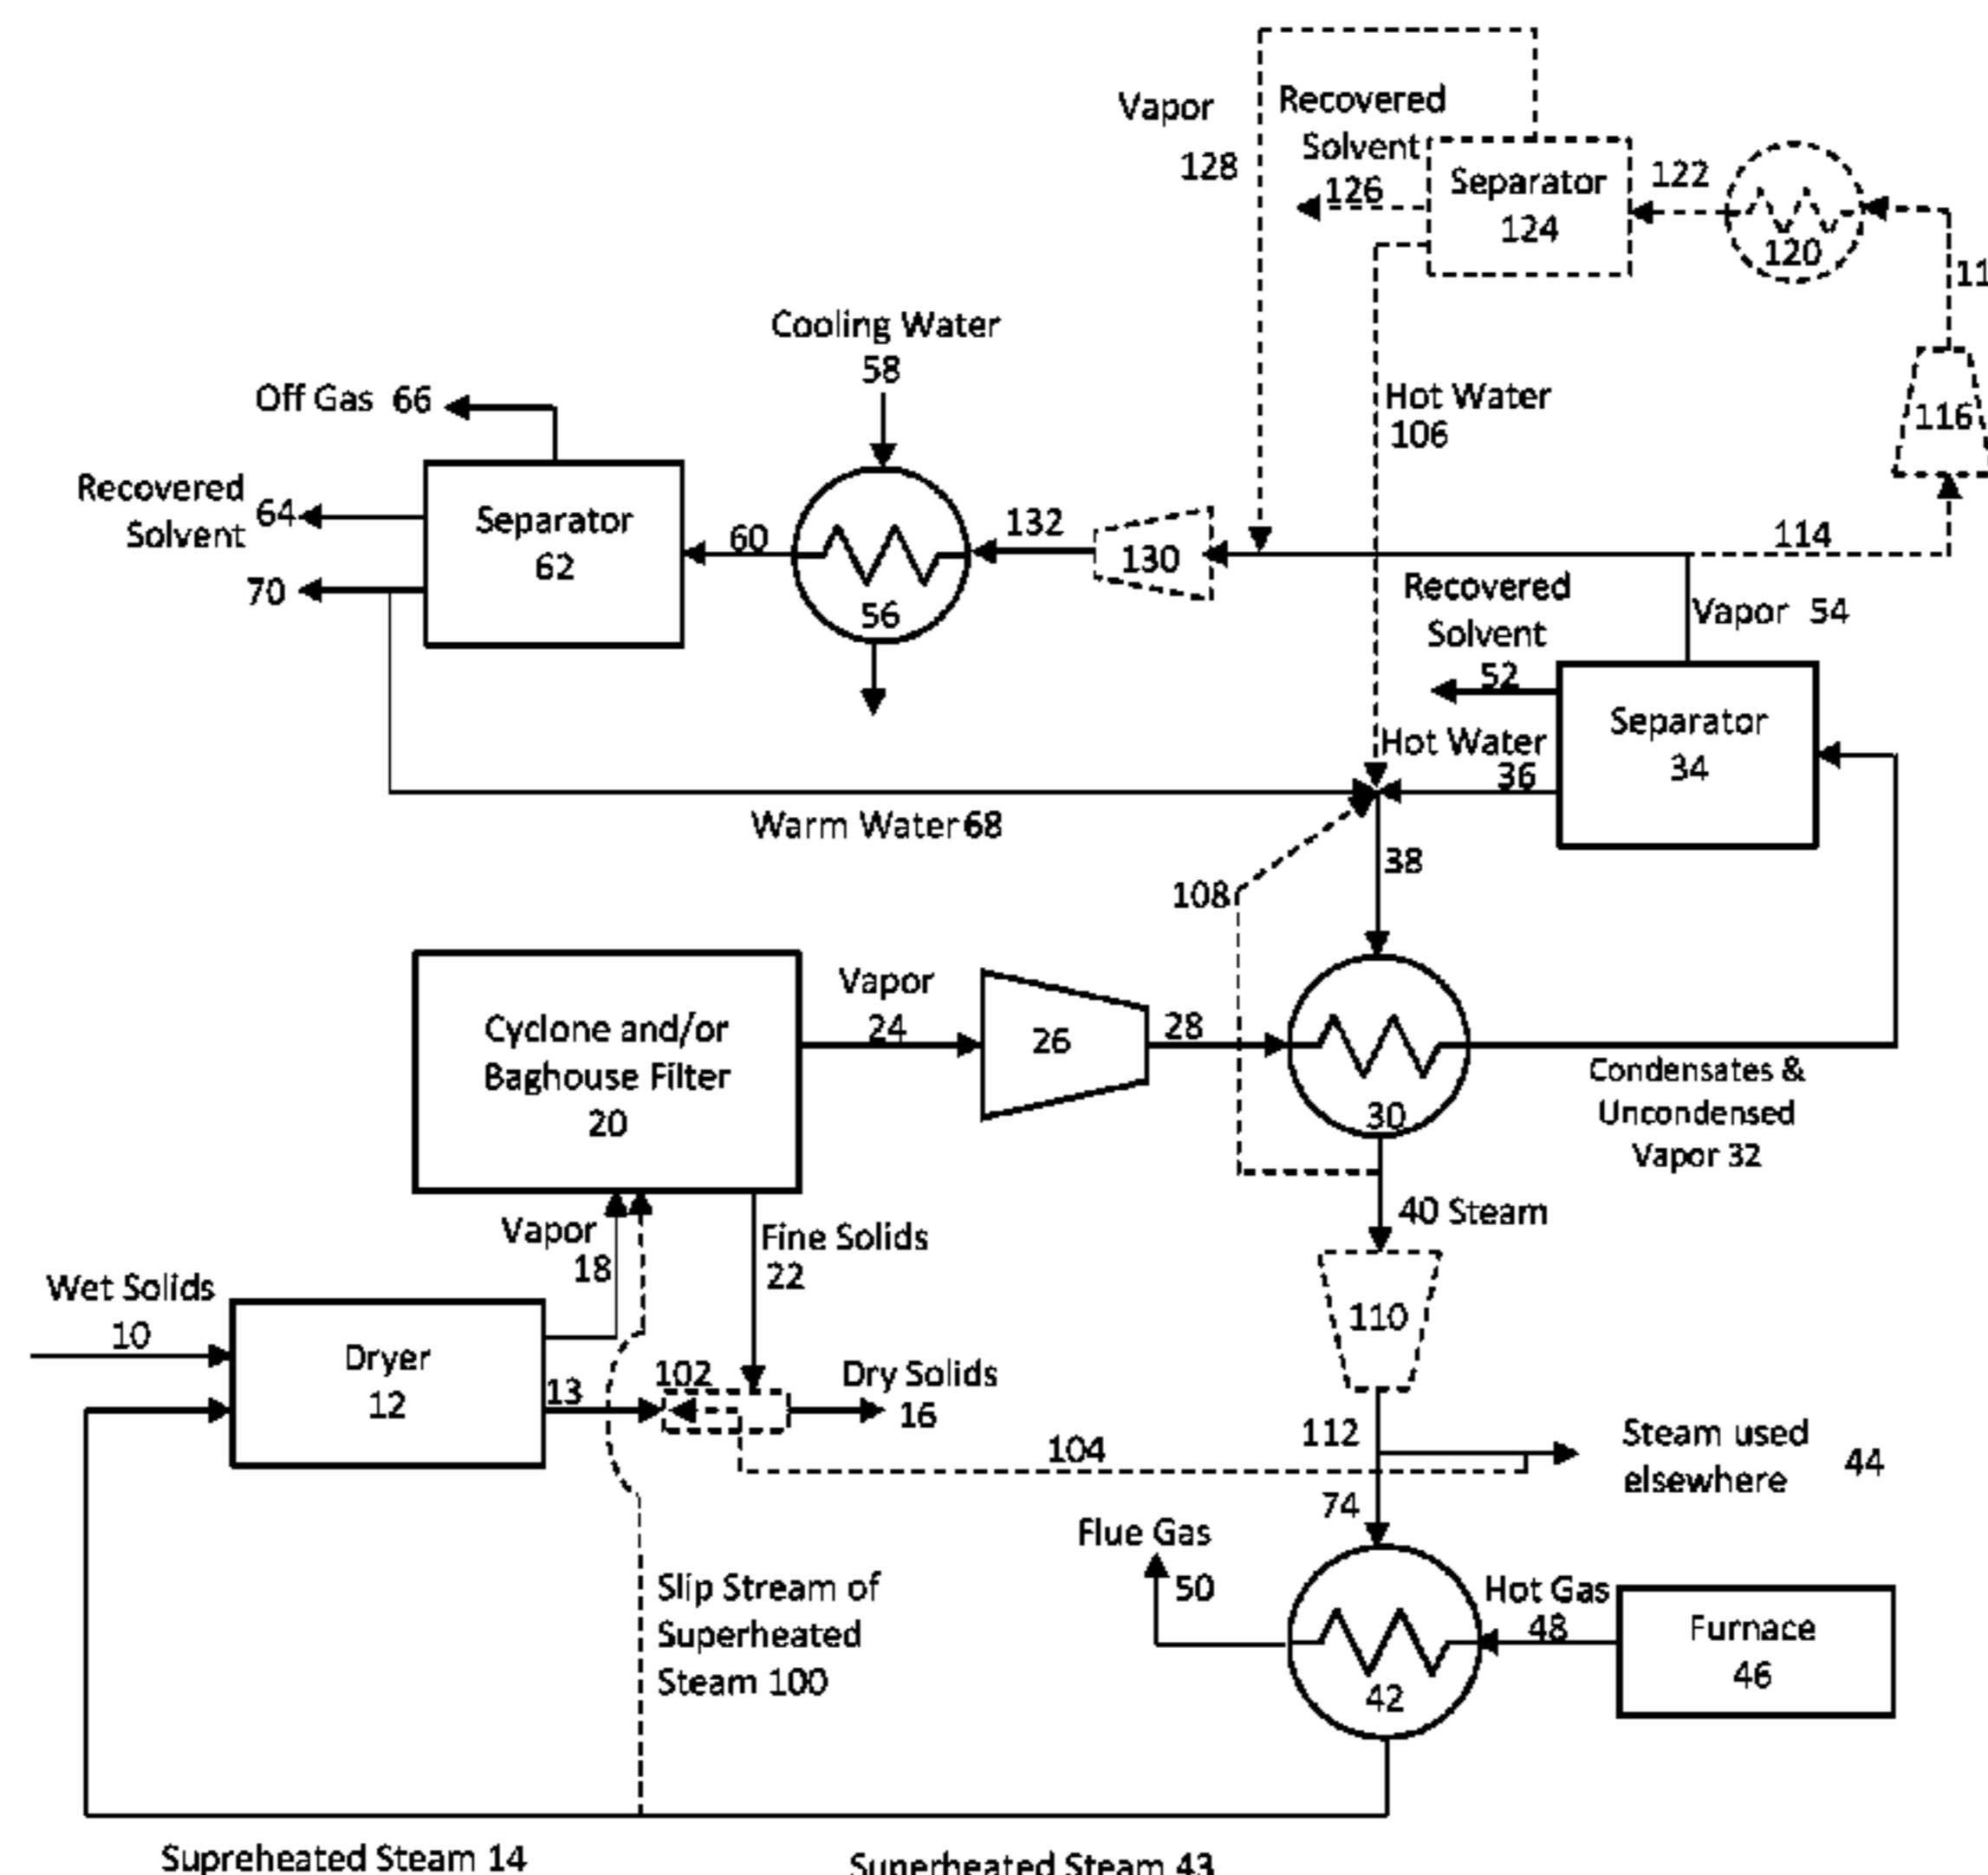 Vapor
128
Recovered
Solvent
126
Separator
124
122
120
11
116
Cooling Water
58
Off Gas 66
Recovered
Solvent
64
70
Separator
62
60
56
132
130
Hot Water
106
114
Recovered
Solvent
52
Vapor 54
Separator
34
Hot Water
36
Warm Water 68
38
108
Cyclone and/or
Baghouse Filter
20
Vapor
24
26
28
30
Condensates &
Uncondensed
Vapor 32
40 Steam
Vapor
18
Fine Solids
22
Wet Solids
10
Dryer
12
13
102
Dry Solids
16
110
104
112
Steam used
elsewhere
44
74
Flue Gas
50
Hot Gas
48
Furnace
46
42
Slip Stream of
Superheated
Steam 100
Supreheated Steam 14
Superheated Steam 43